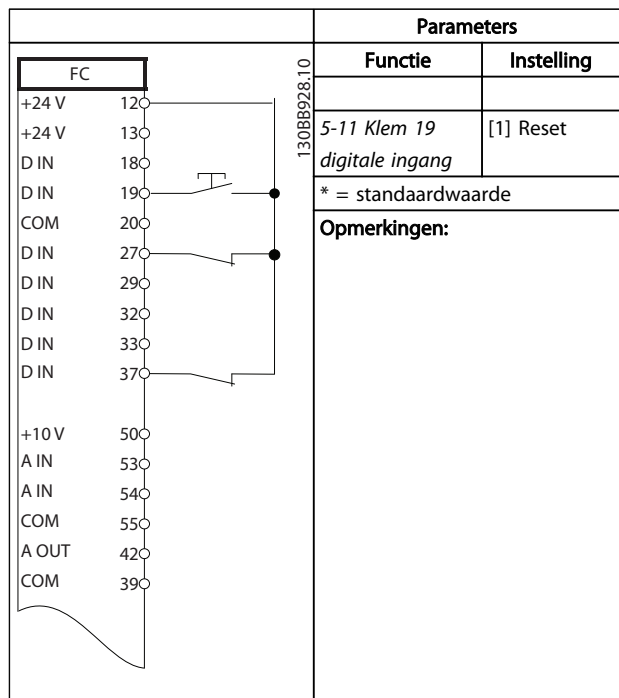 Parameters
FC
130BB928.10
Functie Instelling
+24 V 12
+24 V 13
D IN 18
D IN 19
COM 20
D IN 27
D IN 29
D IN 32
D IN 33
D IN 37
+10 V 50
A IN 53
A IN 54
COM 55
A OUT 42
COM 39
5-11 Klem 19 [1] Reset
digitale ingang
* = standaardwaarde
Opmerkingen: